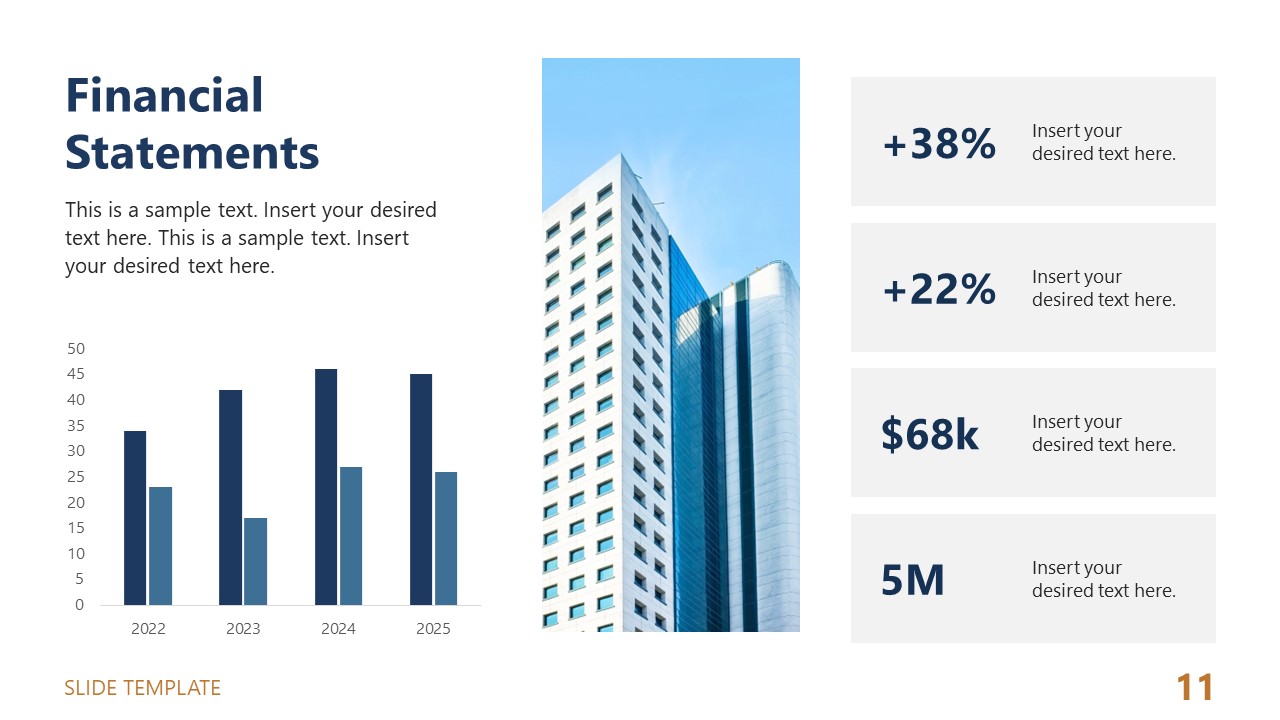 Financial
Statements
This is a sample text. Insert your desired
text here. This is a sample text. Insert
your desired text here.
50
45
40
35
30
25
20
15
10
5
0
2022 2023 2024 2025
+38%
Insert your
desired text here.
+22%
Insert your
desired text here.
$68k
Insert your
desired text here.
5M
Insert your
desired text here.
SLIDE TEMPLATE
11